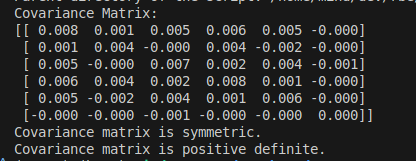 Covariance Matrix:
[[ 0.008  0.001  0.005  0.006  0.005 -0.000]
 [ 0.001  0.004 -0.000  0.004 -0.002 -0.000]
 [ 0.005 -0.000  0.007  0.002  0.004 -0.001]
 [ 0.006  0.004  0.002  0.008  0.001 -0.000]
 [ 0.005 -0.002  0.004  0.001  0.006 -0.000]
 [-0.000 -0.000 -0.001 -0.000 -0.000  0.000]]
Covariance matrix is symmetric.
Covariance matrix is positive definite.